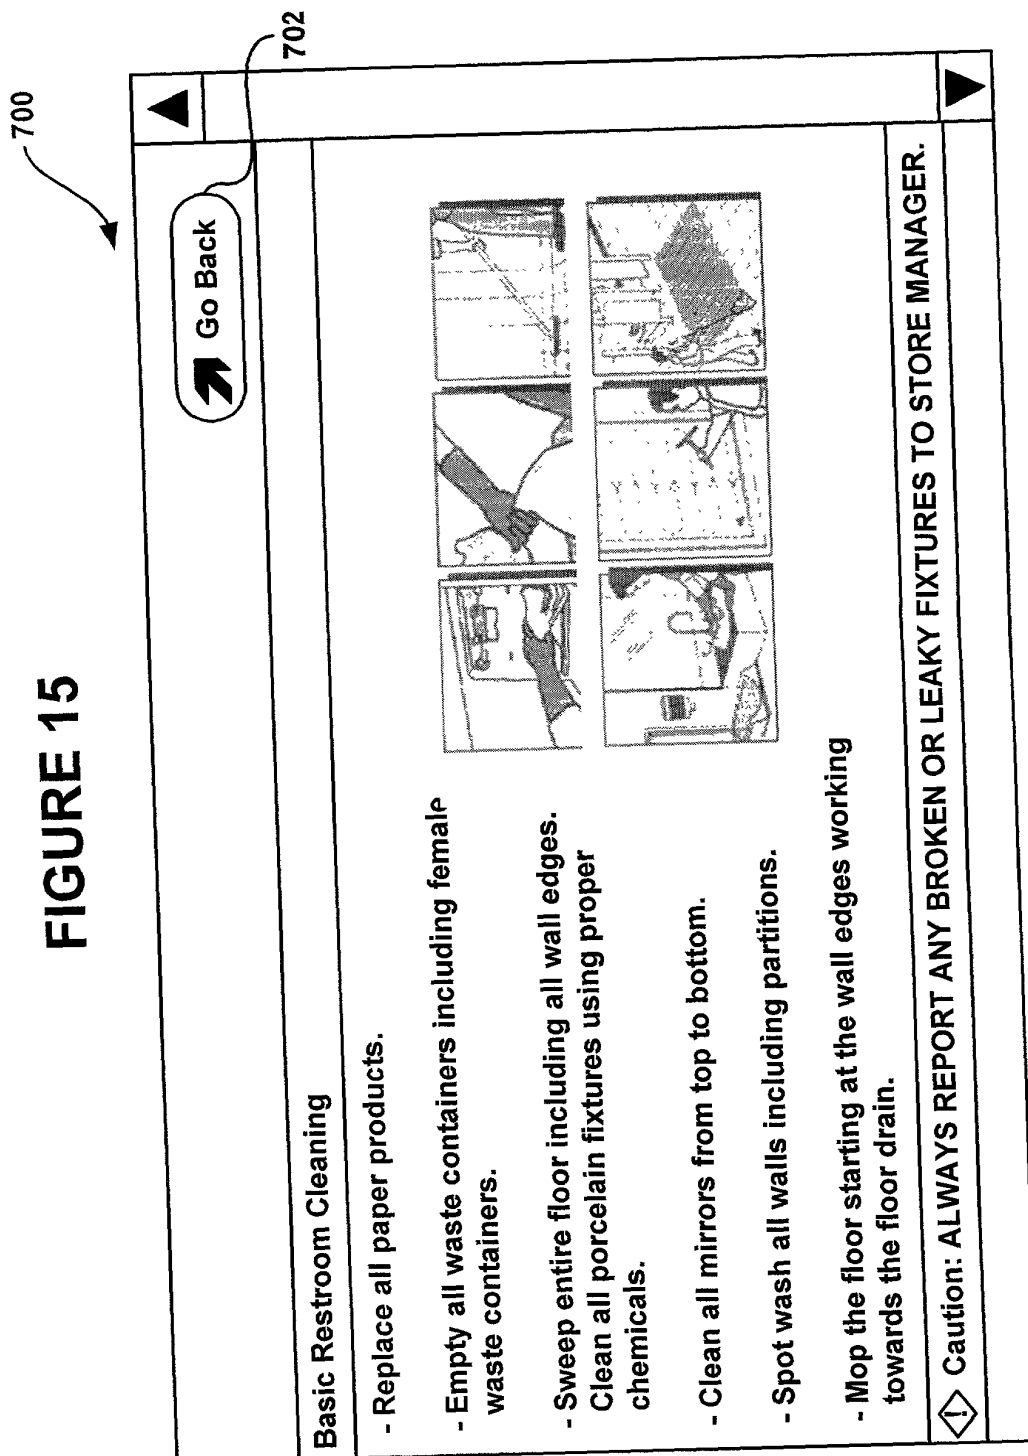 FIGURE 15
700
702
Go Back
Basic Restroom Cleaning
- Replace all paper products.
- Empty all waste containers including female
waste containers.
- Sweep entire floor including all wall edges.
Clean all porcelain fixtures using proper
chemicals.
- Clean all mirrors from top to bottom.
- Spot wash all walls including partitions.
- Mop the floor starting at the wall edges working
towards the floor drain.
Caution: ALWAYS REPORT ANY BROKEN OR LEAKY FIXTURES TO STORE MANAGER.